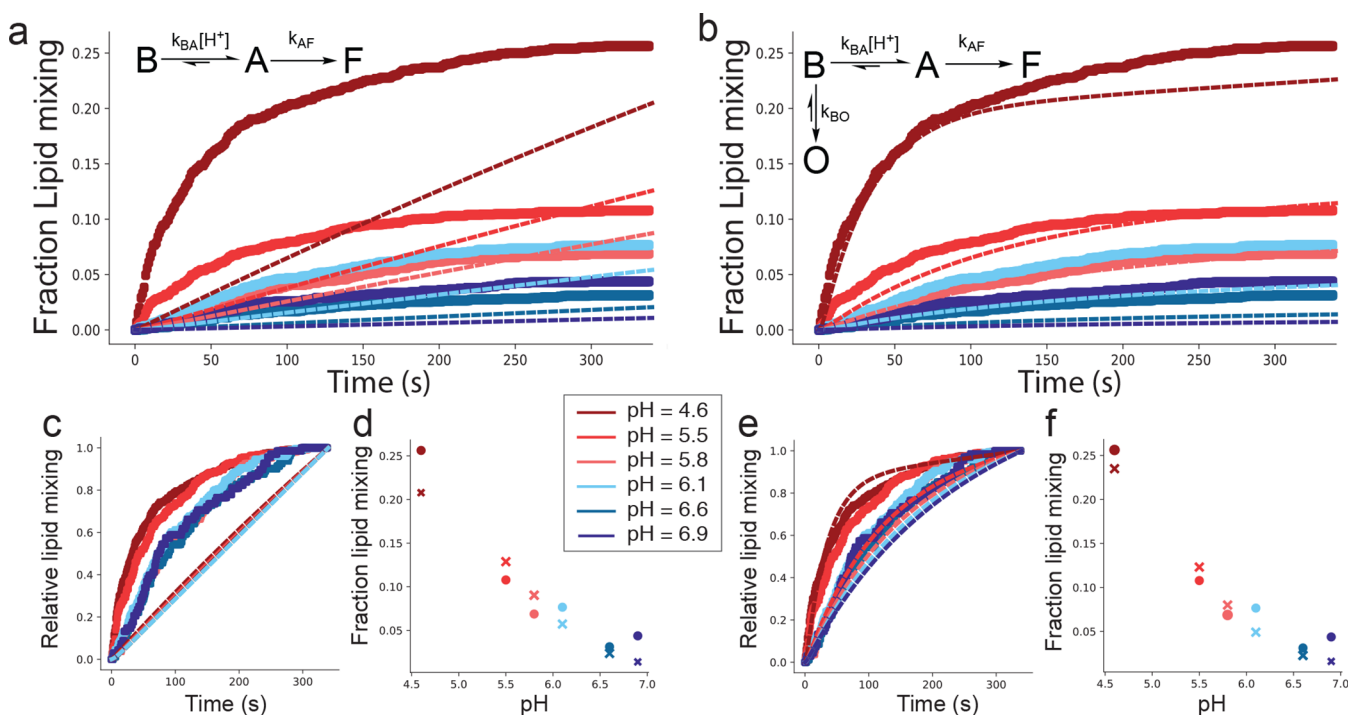 a
k_BA[H+] k_AF
B A F
Fraction Lipid mixing
0.25
0.20
0.15
0.10
0.05
0.00
0 50 100 150 200 250 300
Time (s)
b
k_BA[H+] k_AF
B A F
k_BO
O
Fraction Lipid mixing
0.25
0.20
0.15
0.10
0.05
0.00
0 50 100 150 200 250 300
Time (s)
c
Relative lipid mixing
1.0
0.8
0.6
0.4
0.2
0.0
0 100 200 300
Time (s)
d
Fraction lipid mixing
0.25
0.20
0.15
0.10
0.05
4.5 5.0 5.5 6.0 6.5 7.0
pH
pH = 4.6
pH = 5.5
pH = 5.8
pH = 6.1
pH = 6.6
pH = 6.9
e
Relative lipid mixing
1.0
0.8
0.6
0.4
0.2
0.0
0 100 200 300
Time (s)
f
Fraction lipid mixing
0.25
0.20
0.15
0.10
0.05
4.5 5.0 5.5 6.0 6.5 7.0
pH